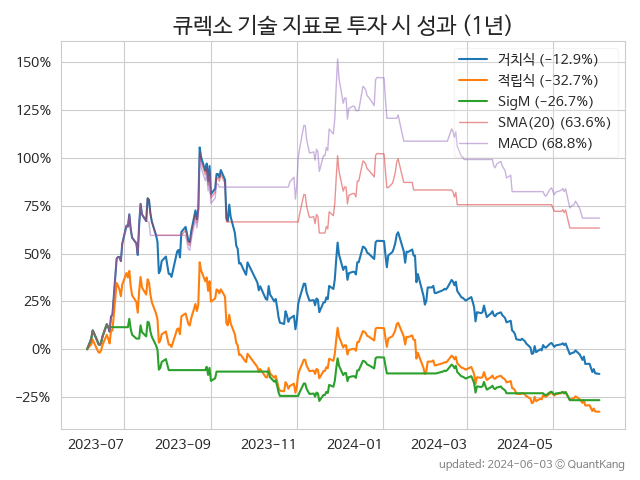 큐렉소 기술 지표로 투자 시 성과 (1년)
150%
125%
100%
75%
50%
25%
0%
−25%
거치식 (−12.9%)
적립식 (−32.7%)
SigM (−26.7%)
SMA(20) (63.6%)
MACD (68.8%)
2023-07
2023-09
2023-11
2024-01
2024-03
2024-05
updated: 2024-06-03 ⓒ QuantKang